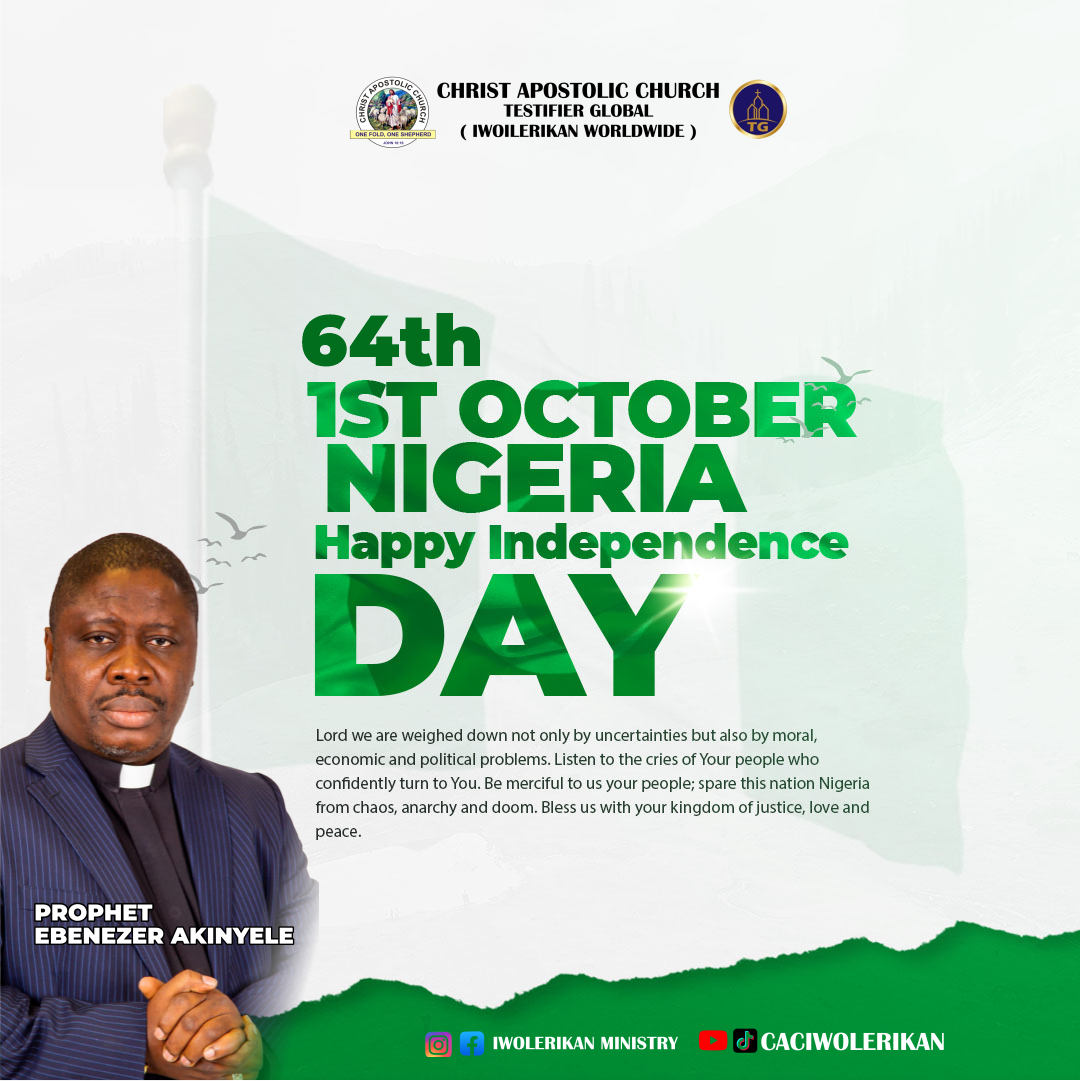 CHRIST APOSTOLIC CHURCH
ONE FOLD, ONE SHEPHERD
JOHN 10:16
CHRIST APOSTOLIC CHURCH
TESTIFIER GLOBAL
( IWOILERIKAN WORLDWIDE )
TG
64th
1ST OCTOBER
NIGERIA
Happy Independence
DAY
Lord we are weighed down not only by uncertainties but also by moral,
economic and political problems. Listen to the cries of Your people who
confidently turn to You. Be merciful to us your people; spare this nation Nigeria
from chaos, anarchy and doom. Bless us with your kingdom of justice, love and
peace.
PROPHET
EBENEZER AKINYELE
IWOLERIKAN MINISTRY
CACIWOLERIKAN